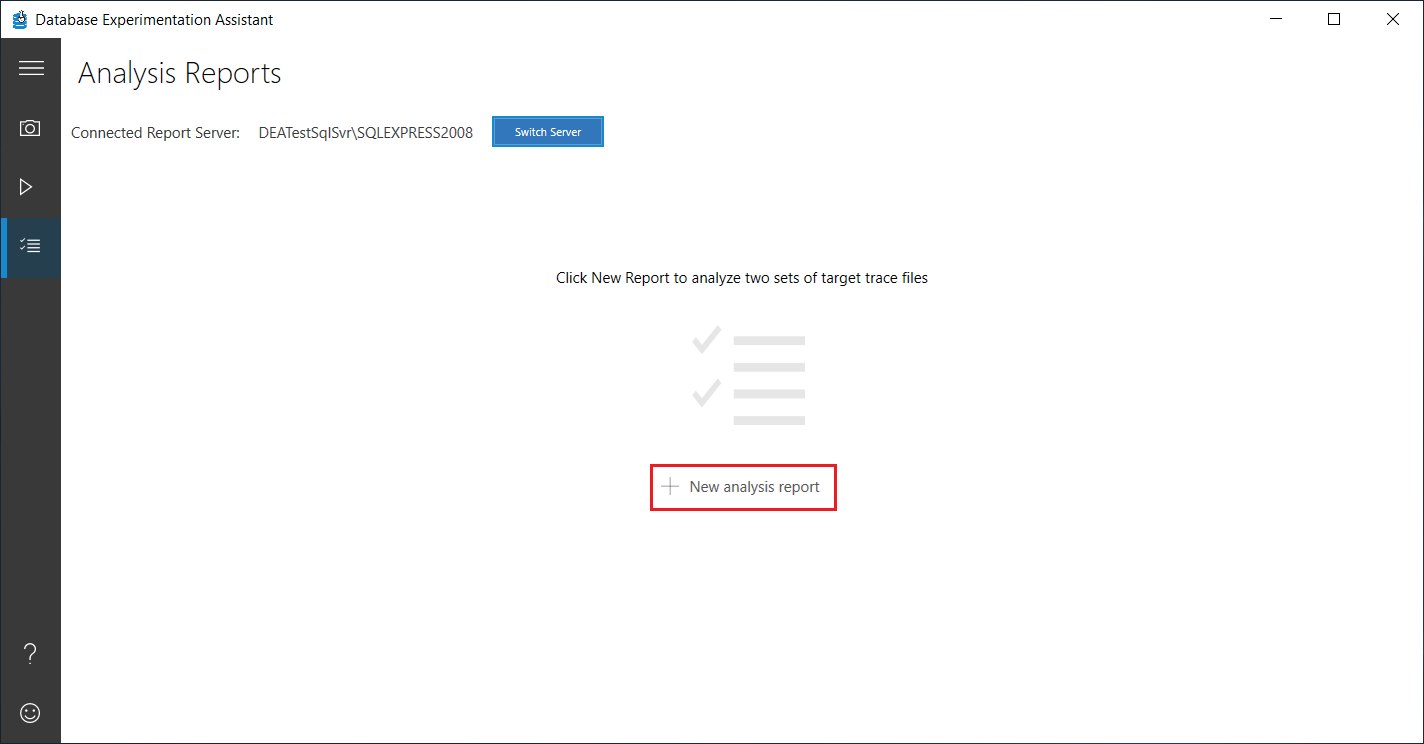 Database Experimentation Assistant
Analysis Reports
Connected Report Server: DEATestSqlSvr\SQLEXPRESS2008 Switch Server
Click New Report to analyze two sets of target trace files
New analysis report